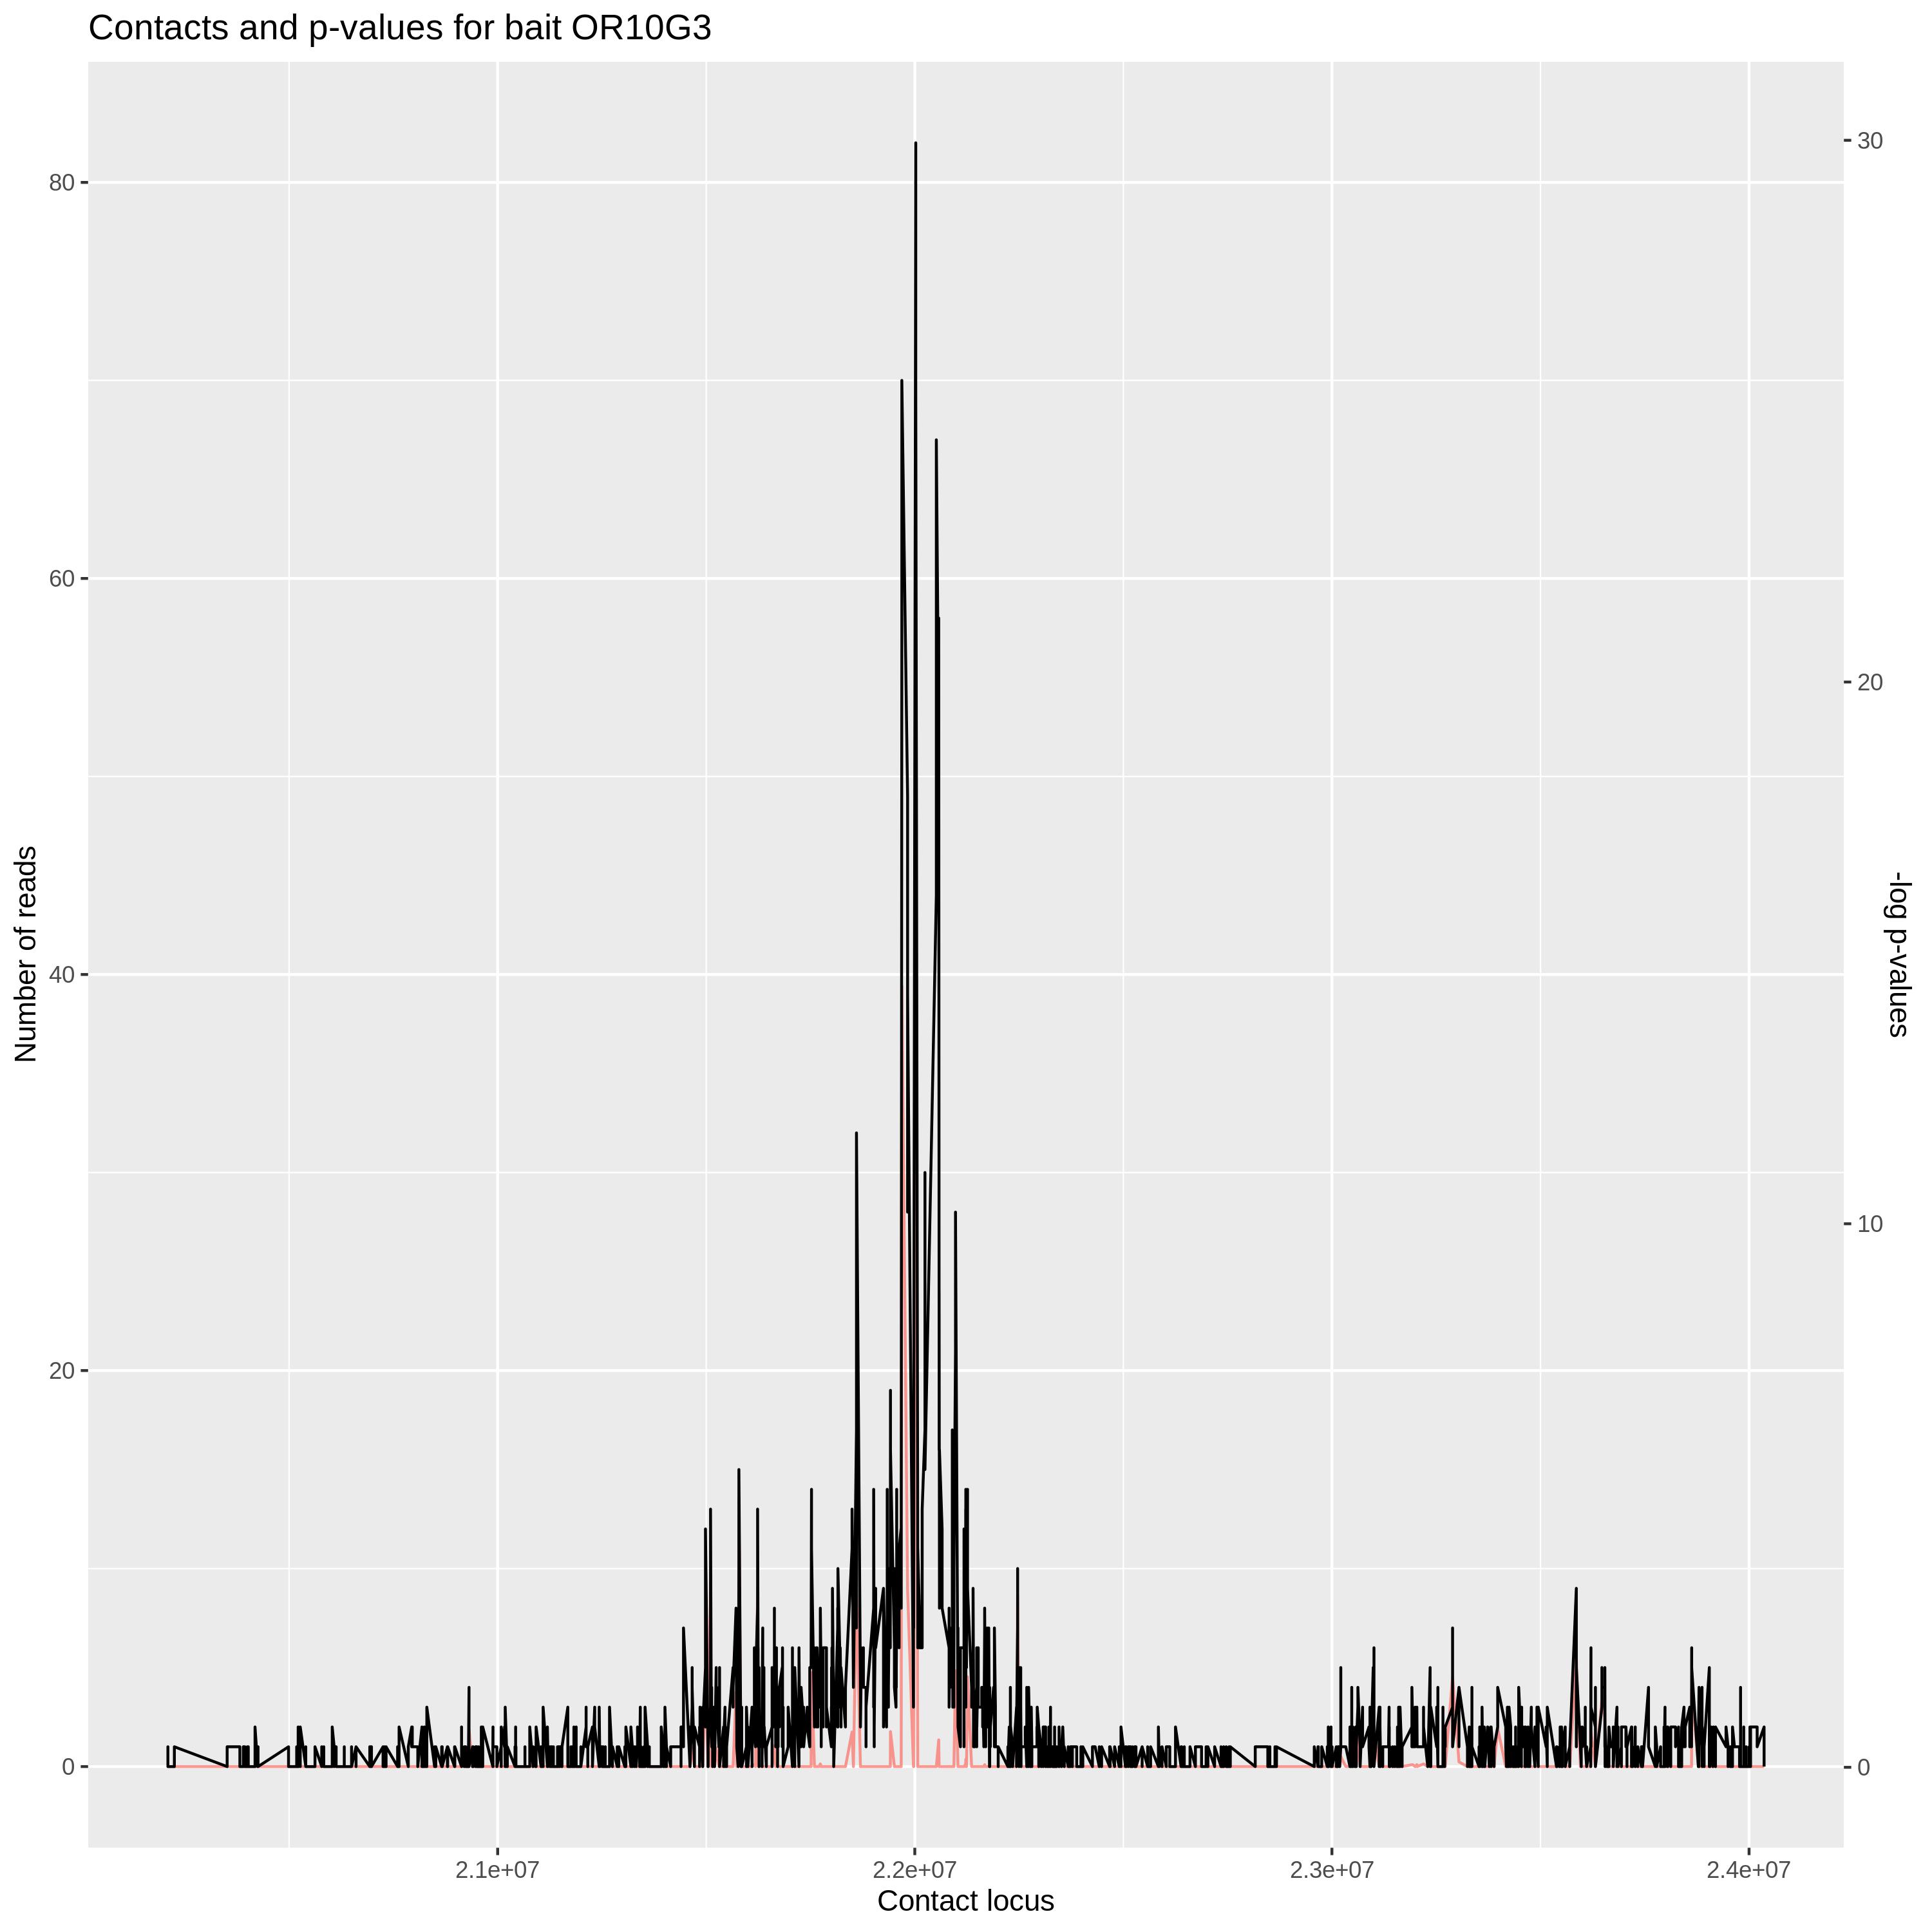 Contacts and p-values for bait OR10G3
80
60
40
20
0
Number of reads
30
20
10
0
-log p-values
2.1e+07
2.2e+07
2.3e+07
2.4e+07
Contact locus